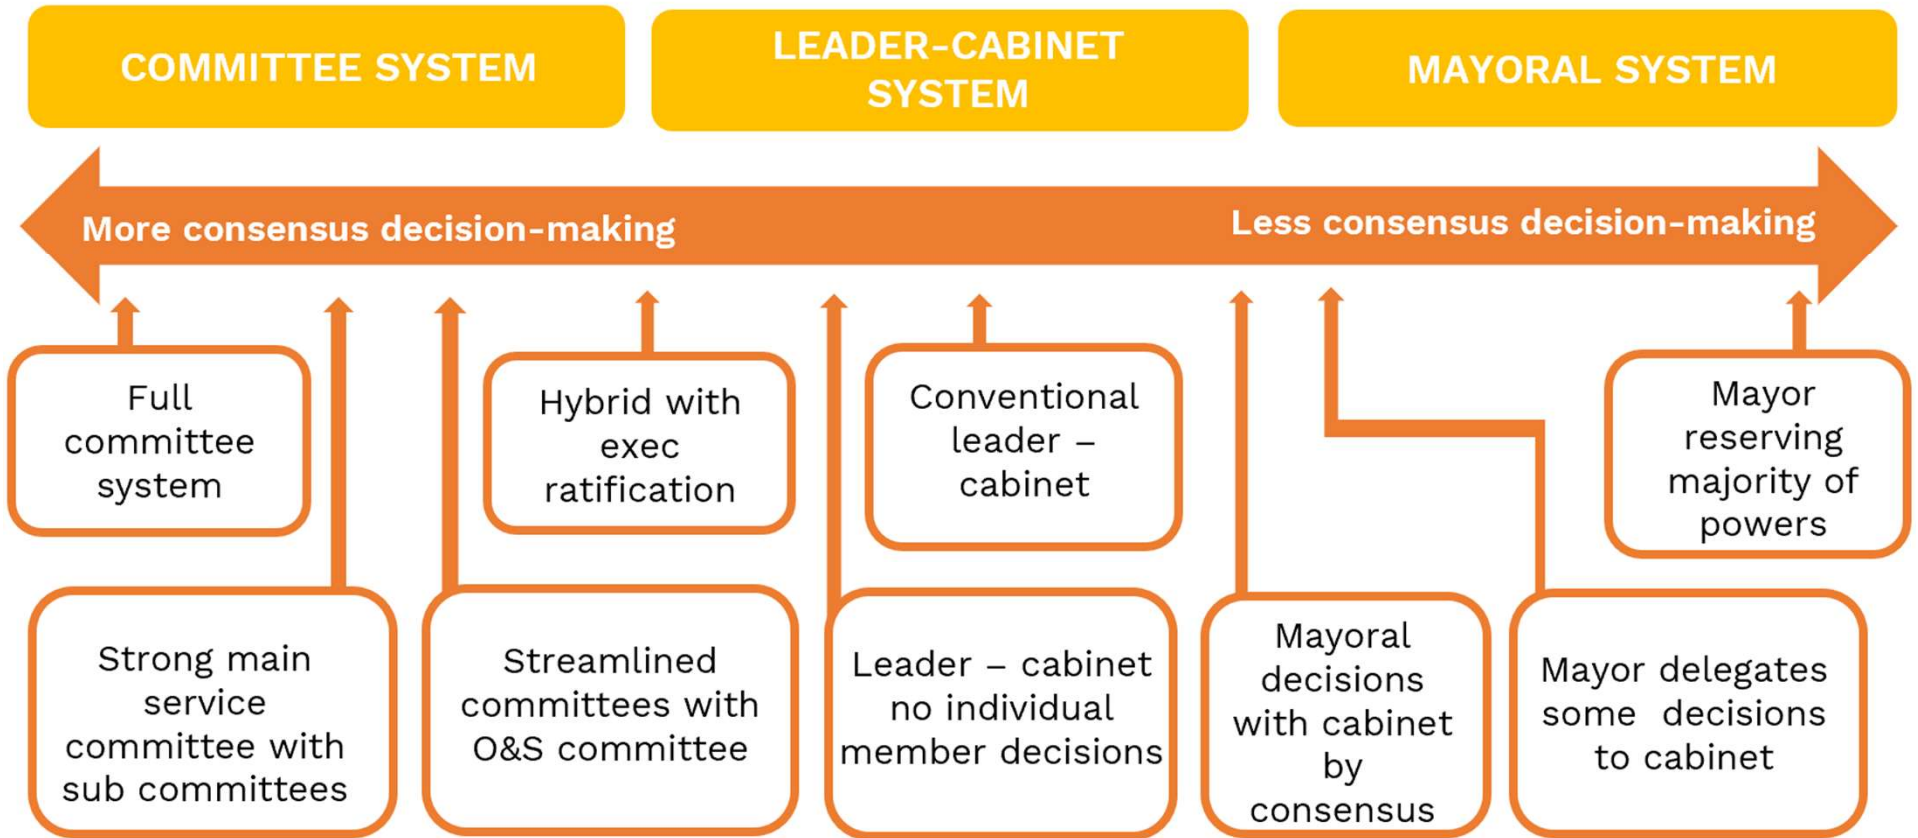 COMMITTEE SYSTEM
LEADER-CABINET
SYSTEM
MAYORAL SYSTEM
More consensus decision-making
Less consensus decision-making
Full
committee
system
Hybrid with
exec
ratification
Conventional
leader –
cabinet
Mayor
reserving
majority of
powers
Strong main
service
committee with
sub committees
Streamlined
committees with
O&S committee
Leader – cabinet
no individual
member decisions
Mayoral
decisions
with cabinet
by
consensus
Mayor delegates
some decisions
to cabinet